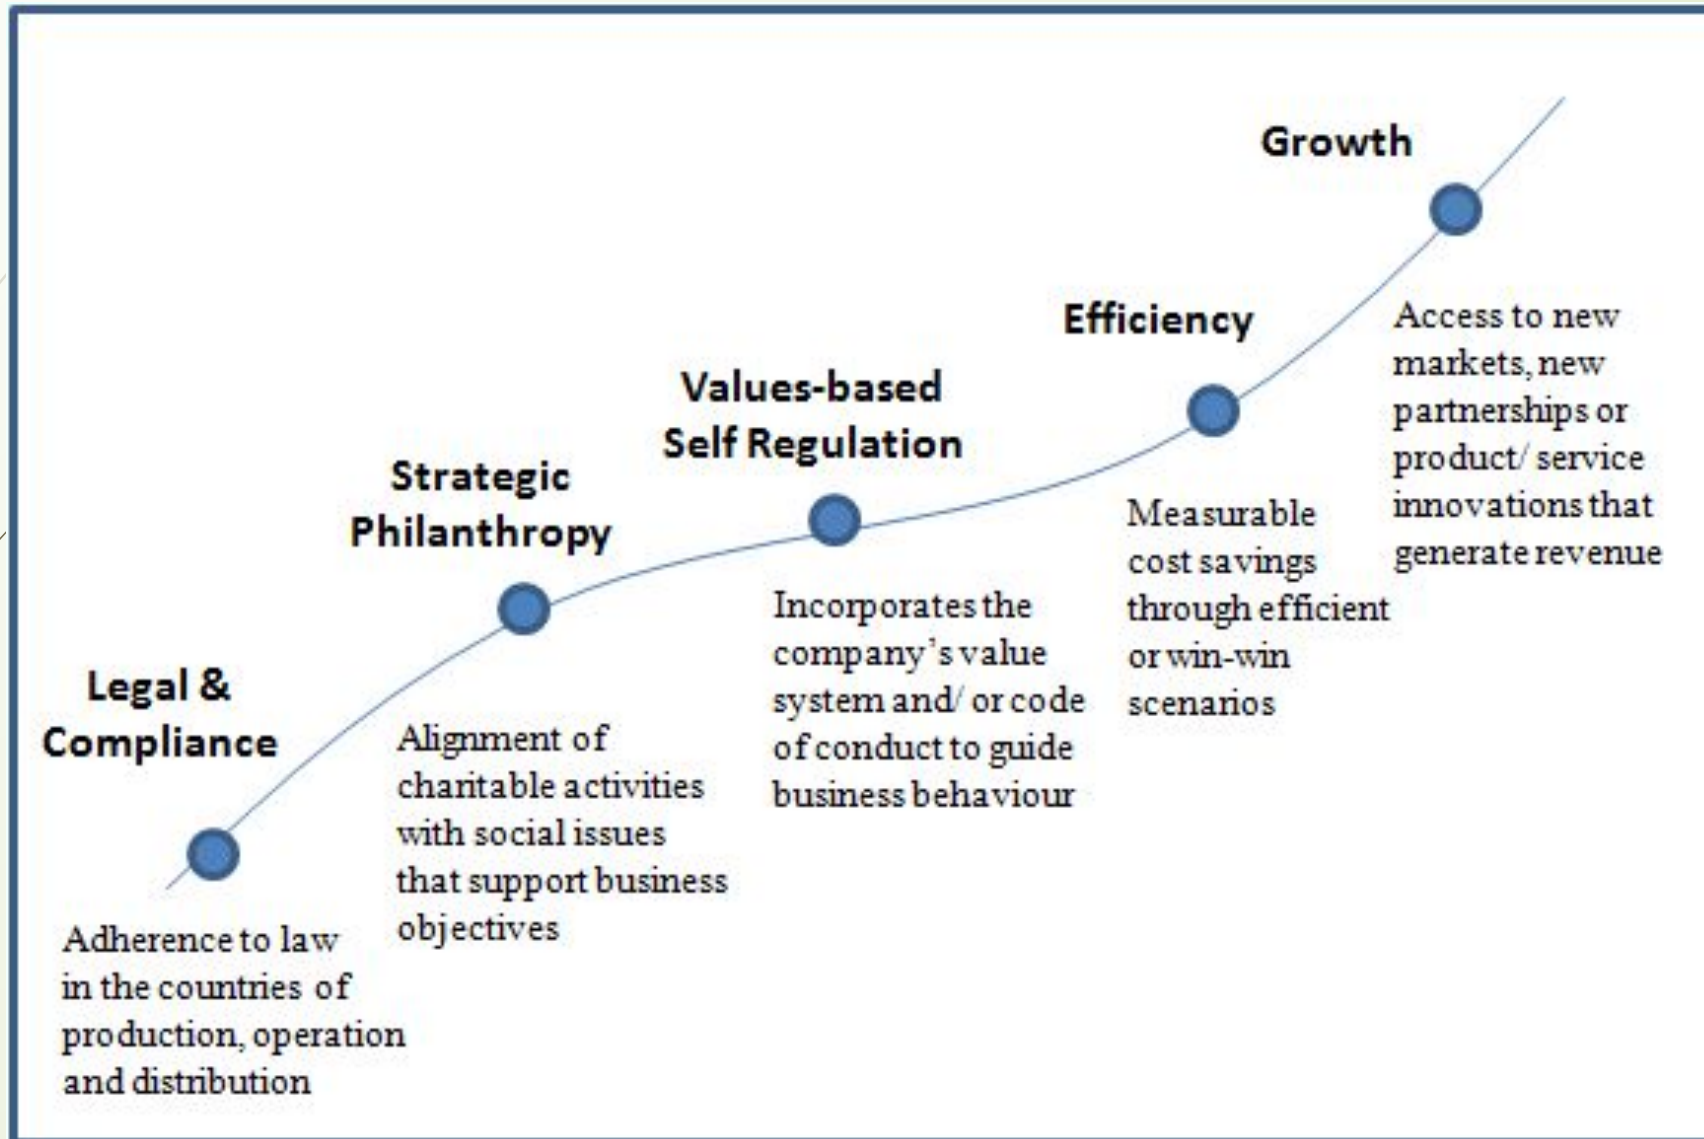 Legal &
Compliance
Adherence to law
in the countries of
production, operation
and distribution
Strategic
Philanthropy
Alignment of
charitable activities
with social issues
that support business
objectives
Values-based
Self Regulation
Incorporates the
company's value
system and/ or code
of conduct to guide
business behaviour
Efficiency
Measurable
cost savings
through efficient
or win-win
scenarios
Growth
Access to new
markets, new
partnerships or
product/ service
innovations that
generate revenue